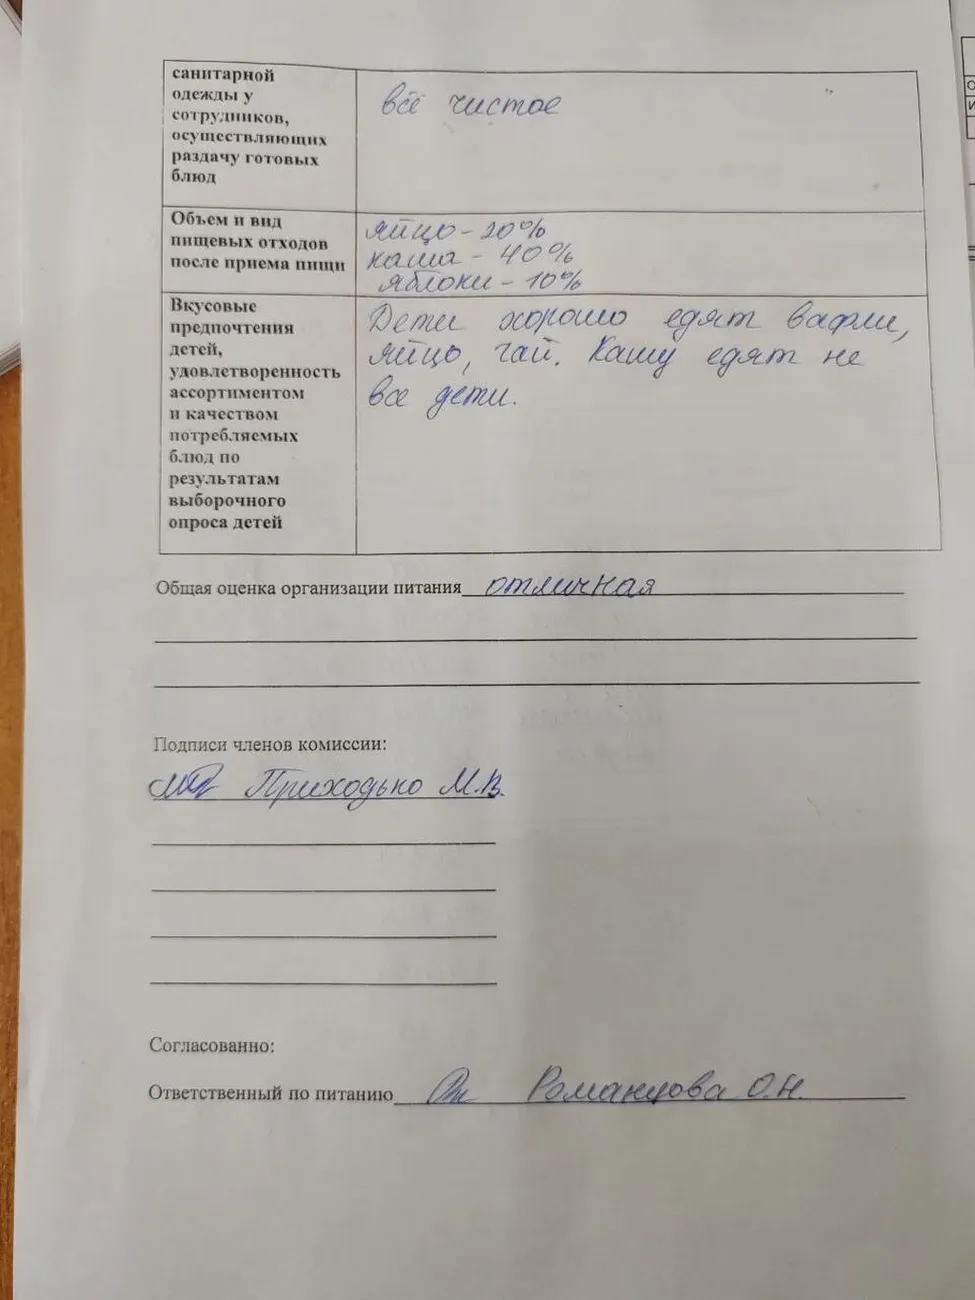 санитарной
одежды у
сотрудников,
осуществляющих
раздачу готовых
блюд
всё чистое
Объем и вид
пищевых отходов
после приема пищи
яйцо - 20%
каша - 40%
яблоки - 10%
Вкусовые
предпочтения
детей,
удовлетворенность
ассортиментом
и качеством
потребляемых
блюд по
результатам
выборочного
опроса детей
Дети хорошо едят вафли,
яйцо, чай. Кашу едят не
все дети.
Общая оценка организации питания отличная
Подписи членов комиссии:
Приходько М.В.
Согласованно:
Ответственный по питанию Романцова О.Н.